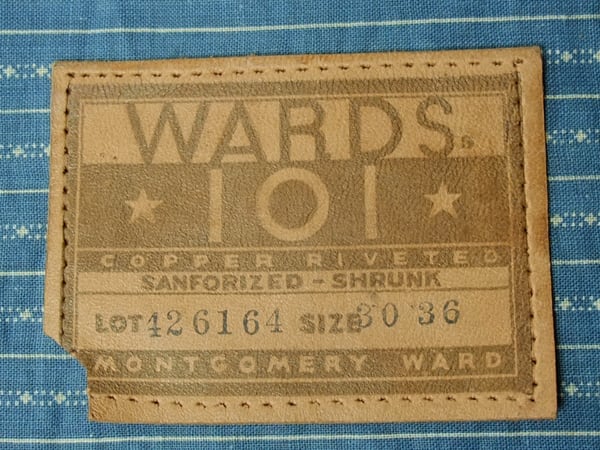 WARDS
101
COPPER RIVETED
SANFORIZED - SHRUNK
LOT 426164 SIZE 30 36
MONTGOMERY WARD